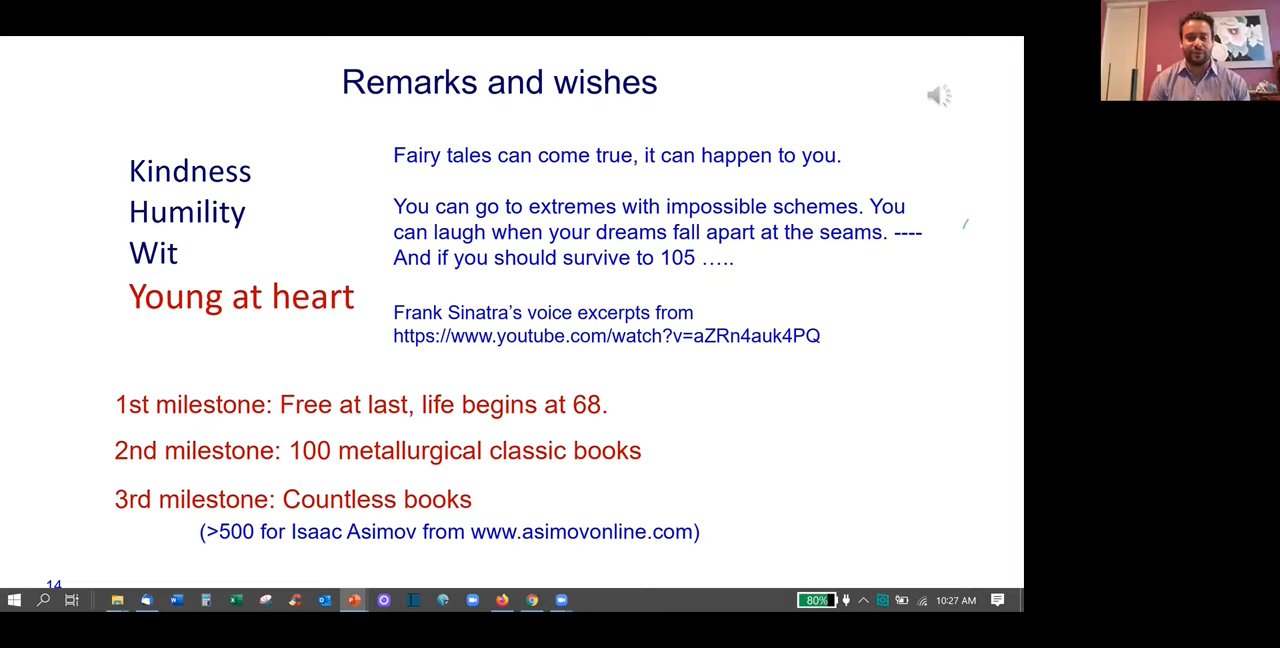 Remarks and wishes
Kindness
Humility
Wit
Young at heart
Fairy tales can come true, it can happen to you.
You can go to extremes with impossible schemes. You
can laugh when your dreams fall apart at the seams. ----
And if you should survive to 105 …..
Frank Sinatra’s voice excerpts from
https://www.youtube.com/watch?v=aZRn4auk4PQ
1st milestone: Free at last, life begins at 68.
2nd milestone: 100 metallurgical classic books
3rd milestone: Countless books
(>500 for Isaac Asimov from www.asimovonline.com)
14
80%
10:27 AM